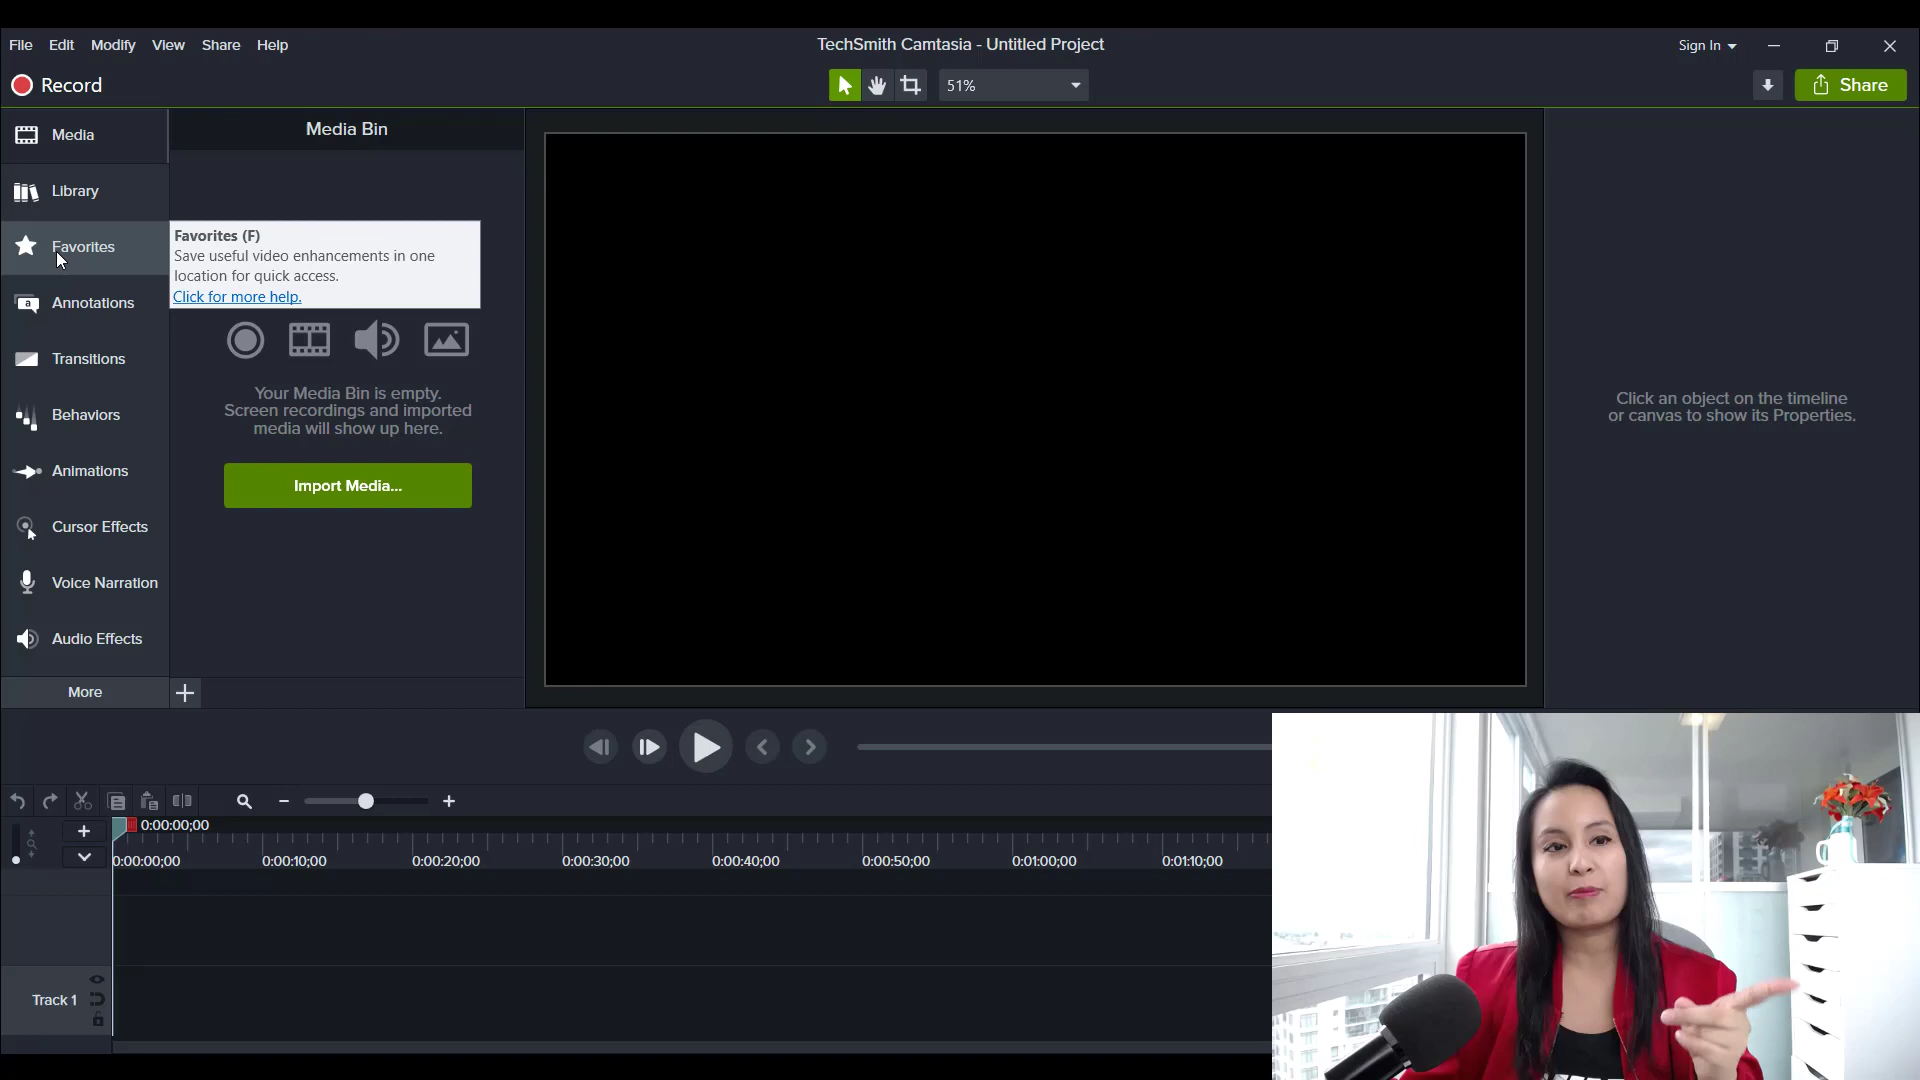 File Edit Modify View Share Help
TechSmith Camtasia - Untitled Project
Sign In
Record
51%
Share
Media
Media Bin
Library
Favorites
Favorites (F)
Save useful video enhancements in one
location for quick access.
Click for more help.
Annotations
Transitions
Behaviors
Animations
Cursor Effects
Voice Narration
Audio Effects
More
Your Media Bin is empty.
Screen recordings and imported
media will show up here.
Import Media...
Click an object on the timeline
or canvas to show its Properties.
0:00:00;00
0:00:00;00 0:00:10;00 0:00:20;00 0:00:30;00 0:00:40;00 0:00:50;00 0:01:00;00 0:01:10;00
Track 1